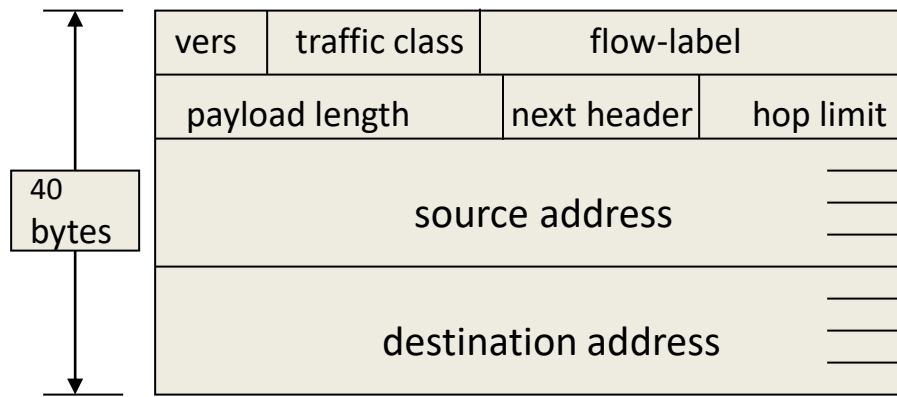 vers traffic class flow-label
payload length next header hop limit
40
bytes
source address
destination address